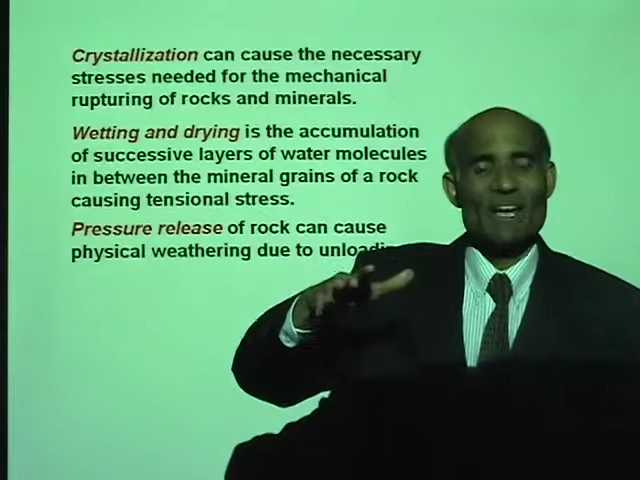 Crystallization can cause the necessary
stresses needed for the mechanical
rupturing of rocks and minerals.
Wetting and drying is the accumulation
of successive layers of water molecules
in between the mineral grains of a rock
causing tensional stress.
Pressure release of rock can cause
physical weathering due to